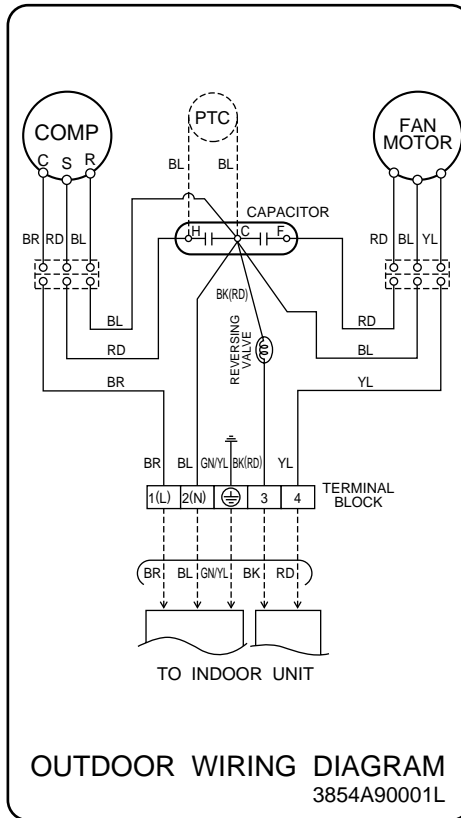 COMP
C S R
PTC
FAN
MOTOR
BL BL
CAPACITOR
H C F
BR RD BL
RD BL YL
BK(RD)
BL
RD
RD
BL
REVERSING
VALVE
BR
YL
BR BL GN/YL BK(RD) YL
1(L) 2(N) 3 4
TERMINAL
BLOCK
BR BL GN/YL BK RD
TO INDOOR UNIT
OUTDOOR WIRING DIAGRAM
3854A90001L